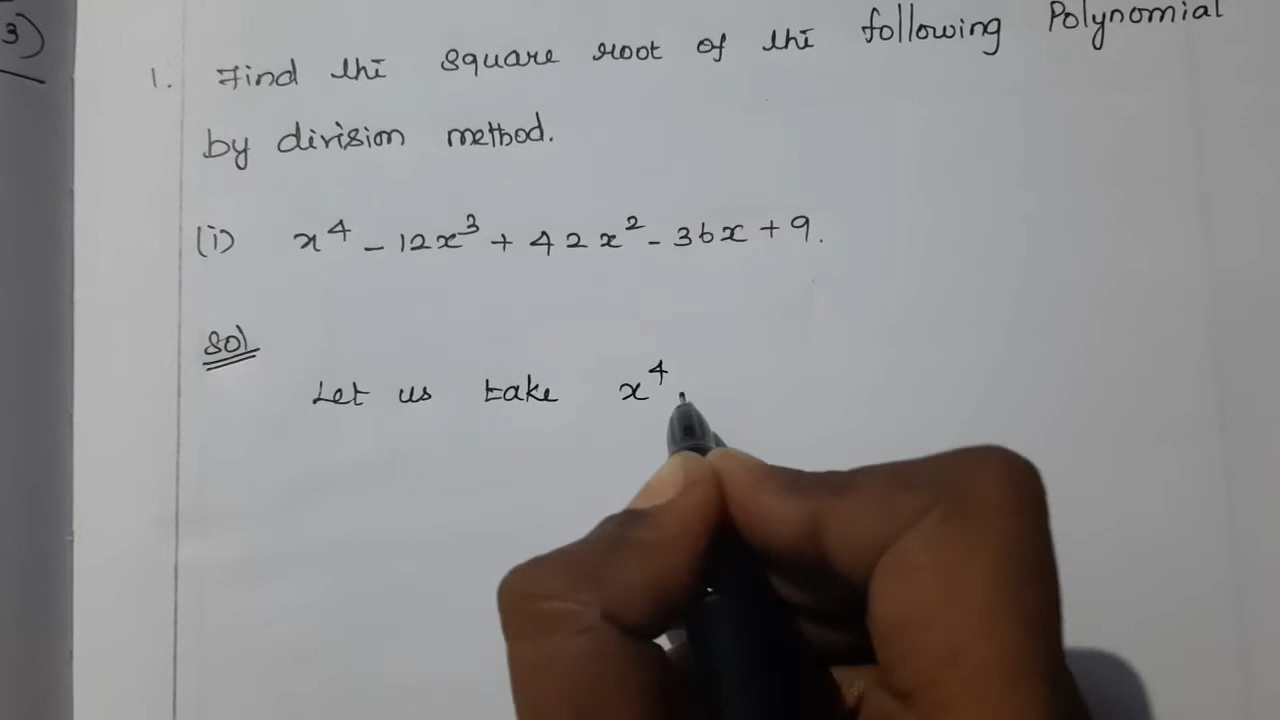 3)
1. Find the square root of the following Polynomial
by division method.
(i) x⁴ - 12x³ + 42x² - 36x + 9.
Sol
Let us take x⁴